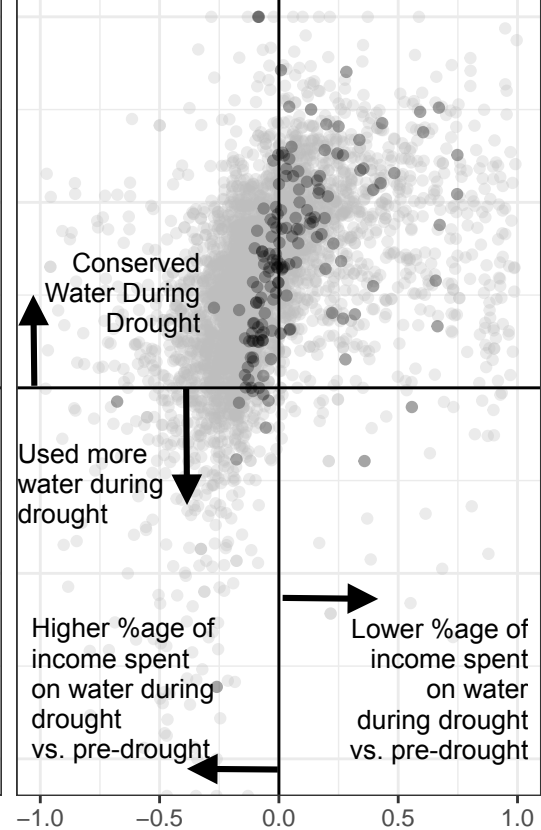 Conserved
Water During
Drought
Used more
water during
drought
Higher %age of
income spent
on water during
drought
vs. pre-drought
Lower %age of
income spent
on water
during drought
vs. pre-drought
−1.0 −0.5 0.0 0.5 1.0